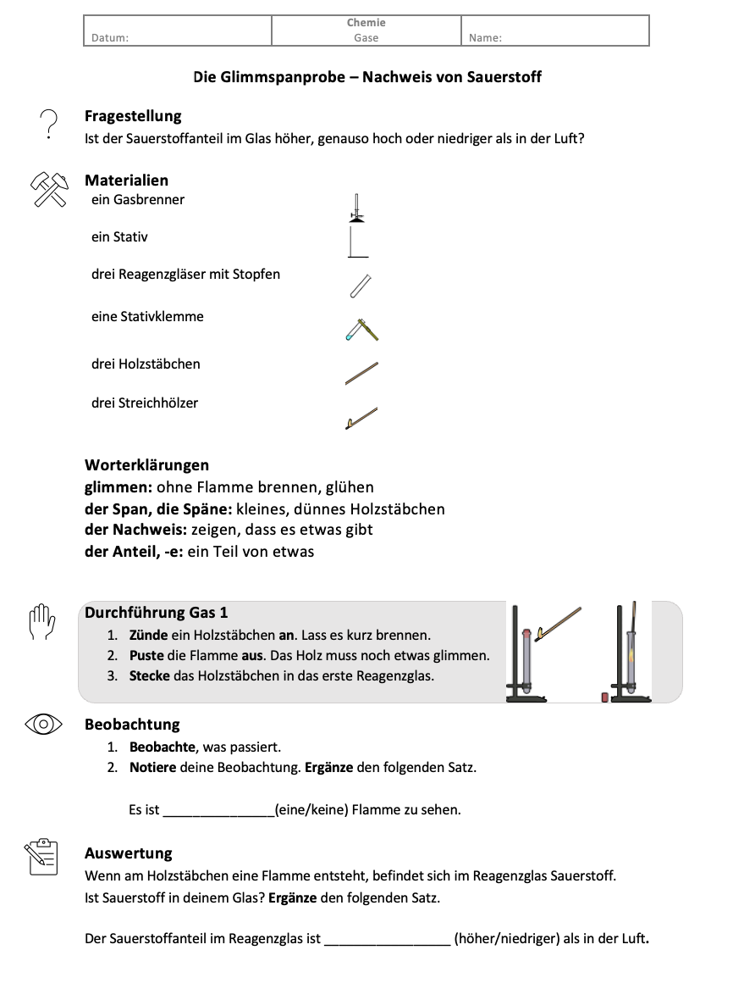 Chemie
Datum: Gase Name:
Die Glimmspanprobe – Nachweis von Sauerstoff
?
Fragestellung
Ist der Sauerstoffanteil im Glas höher, genauso hoch oder niedriger als in der Luft?
Materialien
ein Gasbrenner
ein Stativ
drei Reagenzgläser mit Stopfen
eine Stativklemme
drei Holzstäbchen
drei Streichhölzer
Worterklärungen
glimmen: ohne Flamme brennen, glühen
der Span, die Späne: kleines, dünnes Holzstäbchen
der Nachweis: zeigen, dass es etwas gibt
der Anteil, -e: ein Teil von etwas
Durchführung Gas 1
1. Zünde ein Holzstäbchen an. Lass es kurz brennen.
2. Puste die Flamme aus. Das Holz muss noch etwas glimmen.
3. Stecke das Holzstäbchen in das erste Reagenzglas.
Beobachtung
1. Beobachte, was passiert.
2. Notiere deine Beobachtung. Ergänze den folgenden Satz.
Es ist _______________(eine/keine) Flamme zu sehen.
Auswertung
Wenn am Holzstäbchen eine Flamme entsteht, befindet sich im Reagenzglas Sauerstoff.
Ist Sauerstoff in deinem Glas? Ergänze den folgenden Satz.
Der Sauerstoffanteil im Reagenzglas ist _________________ (höher/niedriger) als in der Luft.